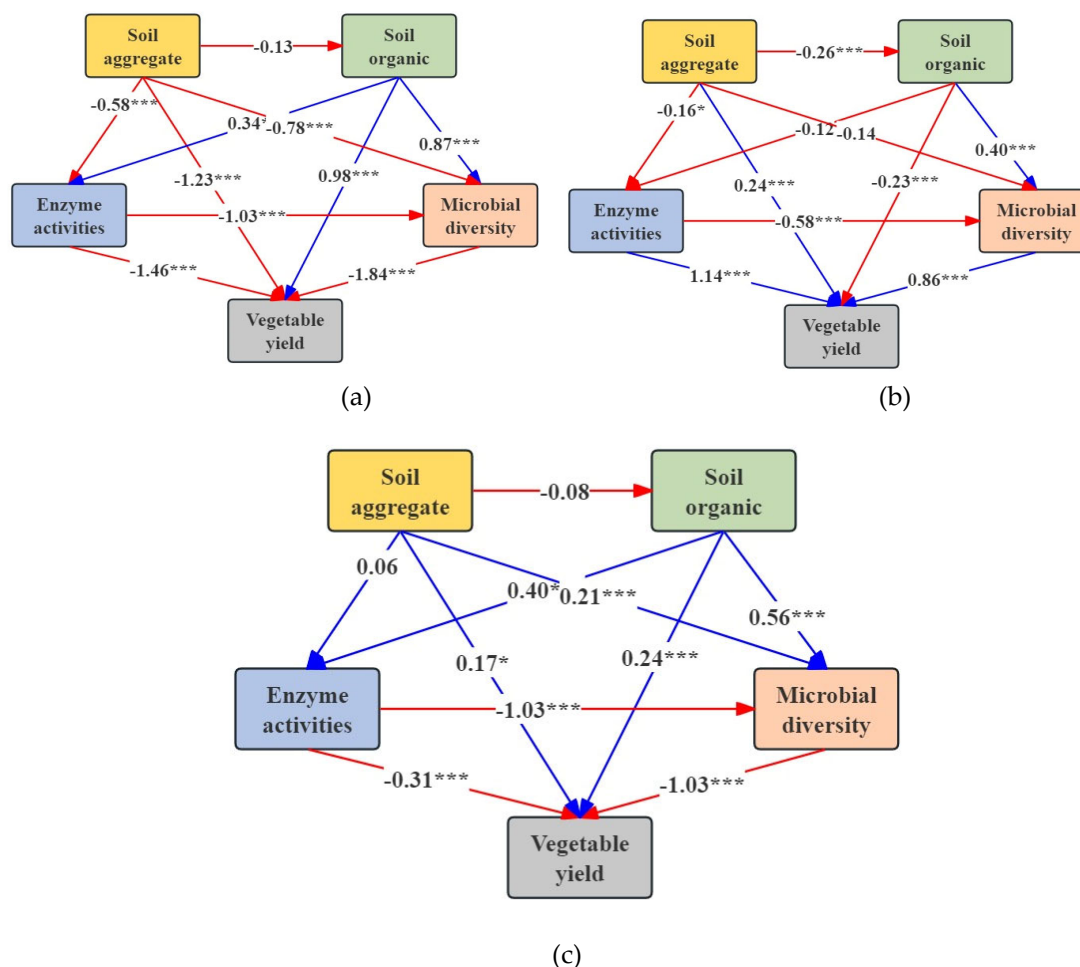 Soil
aggregate
-0.13
Soil
organic
-0.58***
0.34*
-0.78***
0.87***
-1.23***
0.98***
Enzyme
activities
-1.03***
Microbial
diversity
-1.46***
-1.84***
Vegetable
yield
(a)
Soil
aggregate
-0.26***
Soil
organic
-0.16*
-0.12
-0.14
0.40***
0.24***
-0.23***
Enzyme
activities
-0.58***
Microbial
diversity
1.14***
0.86***
Vegetable
yield
(b)
Soil
aggregate
-0.08
Soil
organic
0.06
0.40*
0.21***
0.56***
0.17*
0.24***
Enzyme
activities
-1.03***
Microbial
diversity
-0.31***
-1.03***
Vegetable
yield
(c)